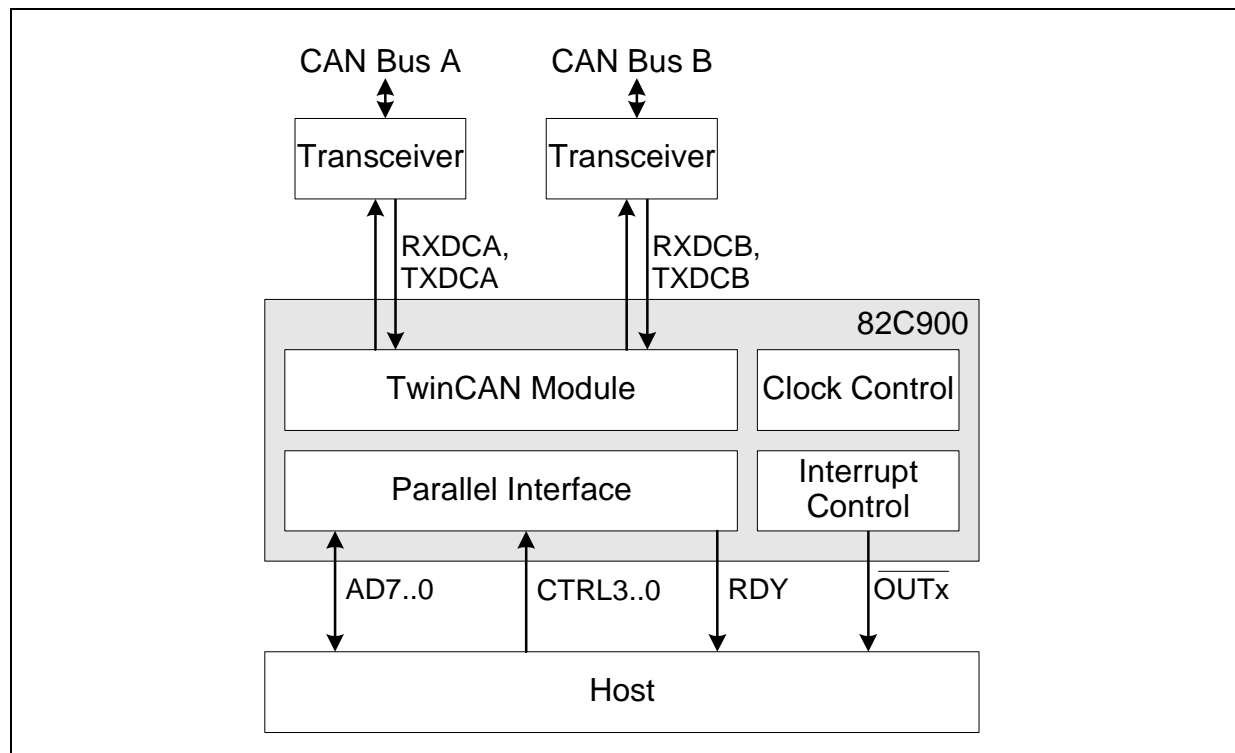 CAN Bus A
CAN Bus B
Transceiver
Transceiver
RXDCA,
TXDCA
RXDCB,
TXDCB
82C900
TwinCAN Module
Clock Control
Parallel Interface
Interrupt
Control
AD7..0
CTRL3..0
RDY
OUTx
Host